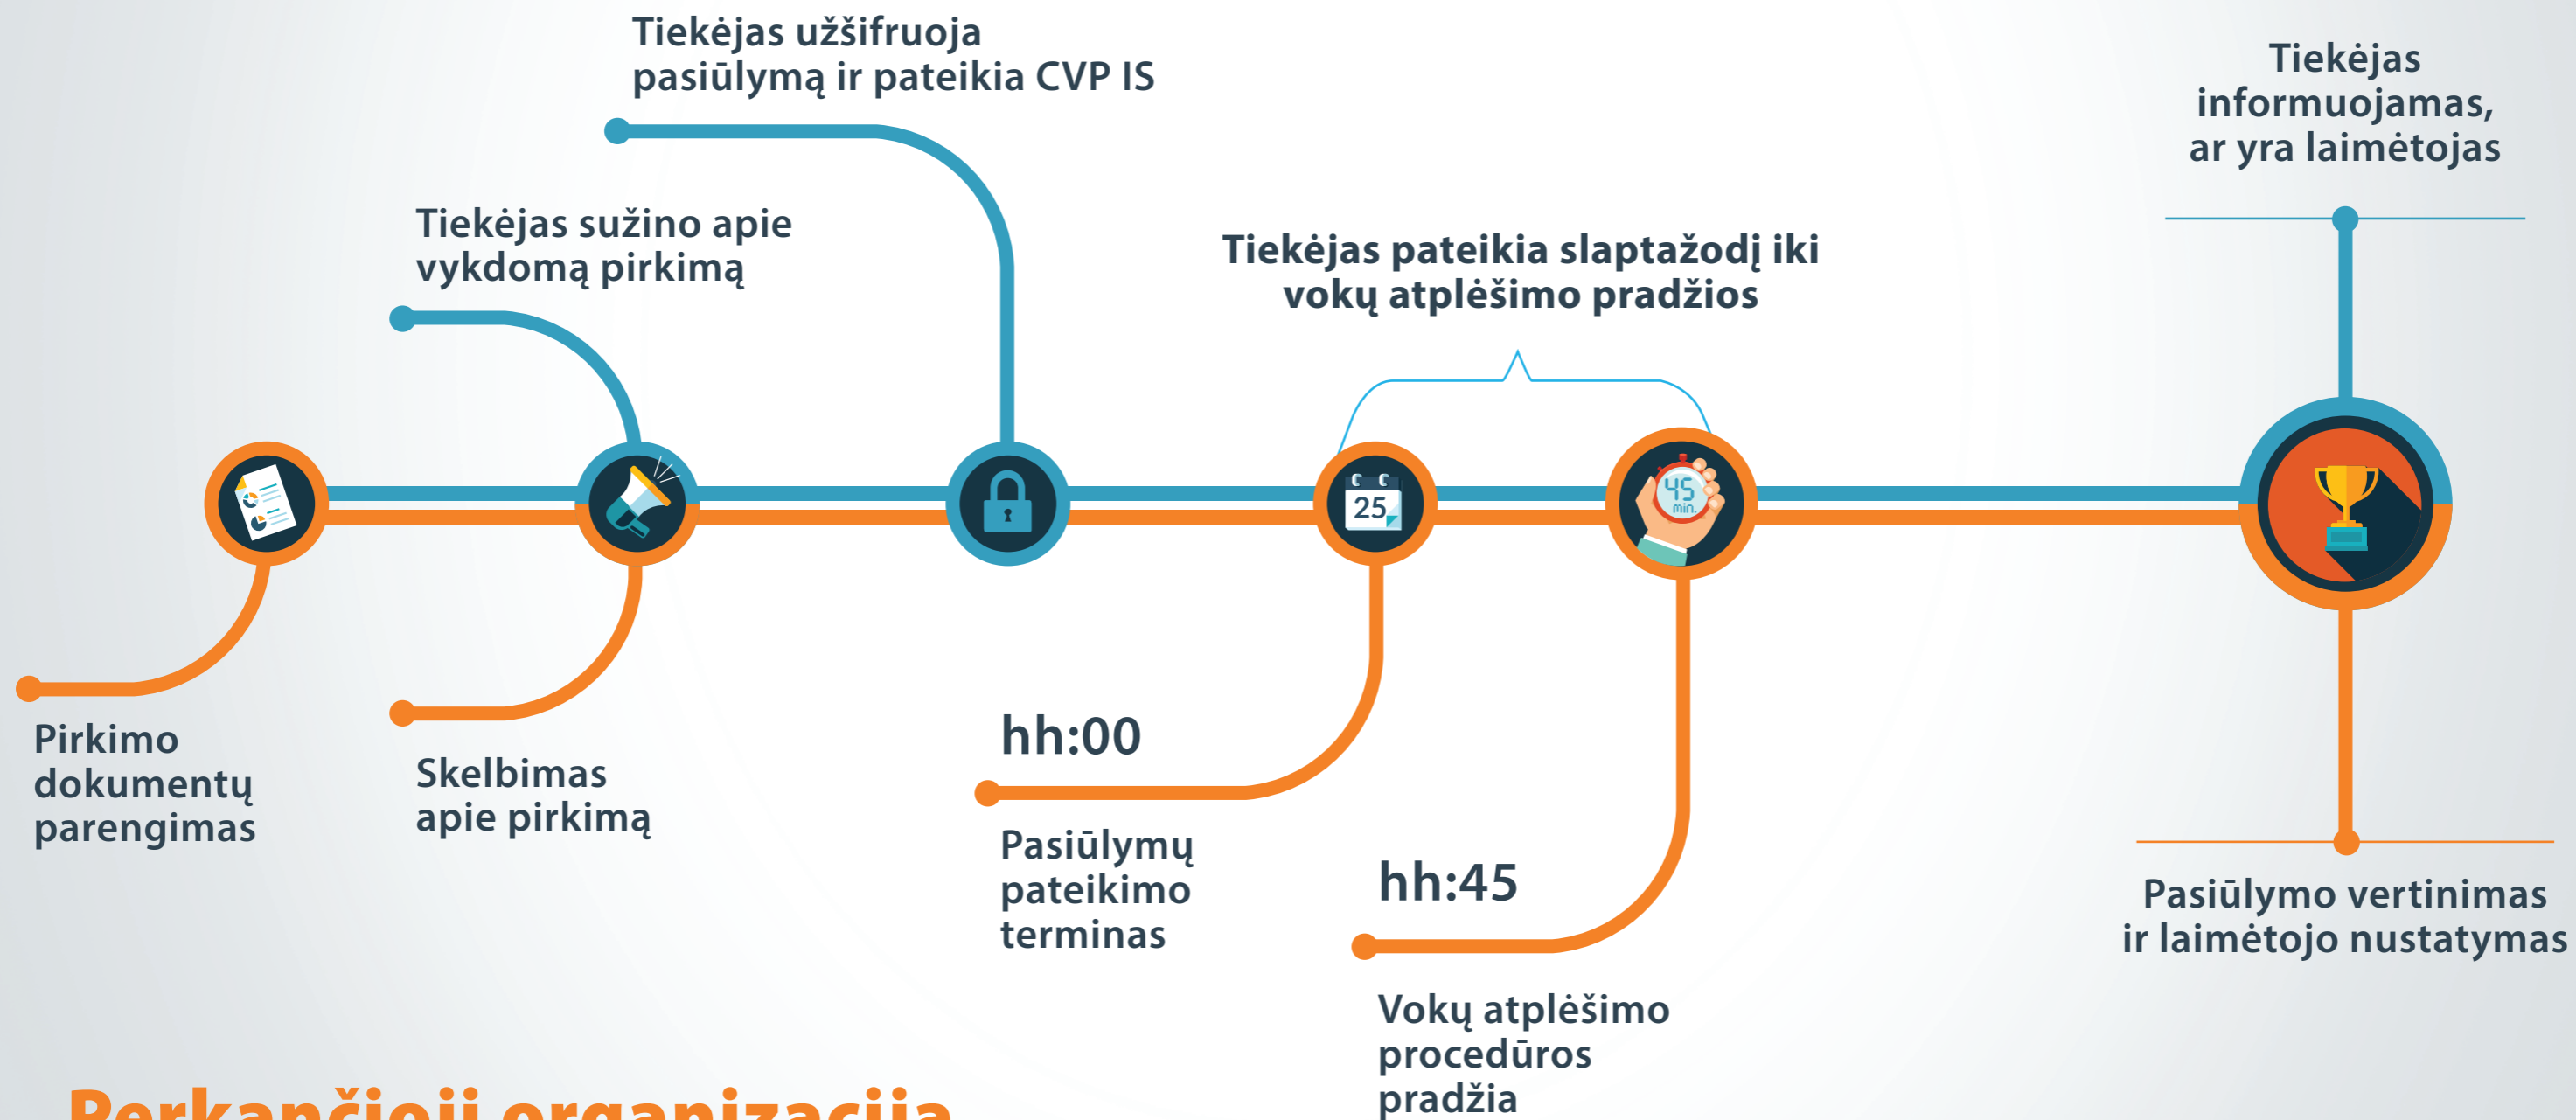 Tiekėjas užšifruoja
pasiūlymą ir pateikia CVP IS
Tiekėjas
informuojamas,
ar yra laimėtojas
Tiekėjas sužino apie
vykdomą pirkimą
Tiekėjas pateikia slaptažodį iki
vokų atplėšimo pradžios
25
45
min.
Pirkimo
dokumentų
parengimas
Skelbimas
apie pirkimą
hh:00
Pasiūlymų
pateikimo
terminas
hh:45
Vokų atplėšimo
procedūros
pradžia
Pasiūlymo vertinimas
ir laimėtojo nustatymas
Perkančioji organizacija